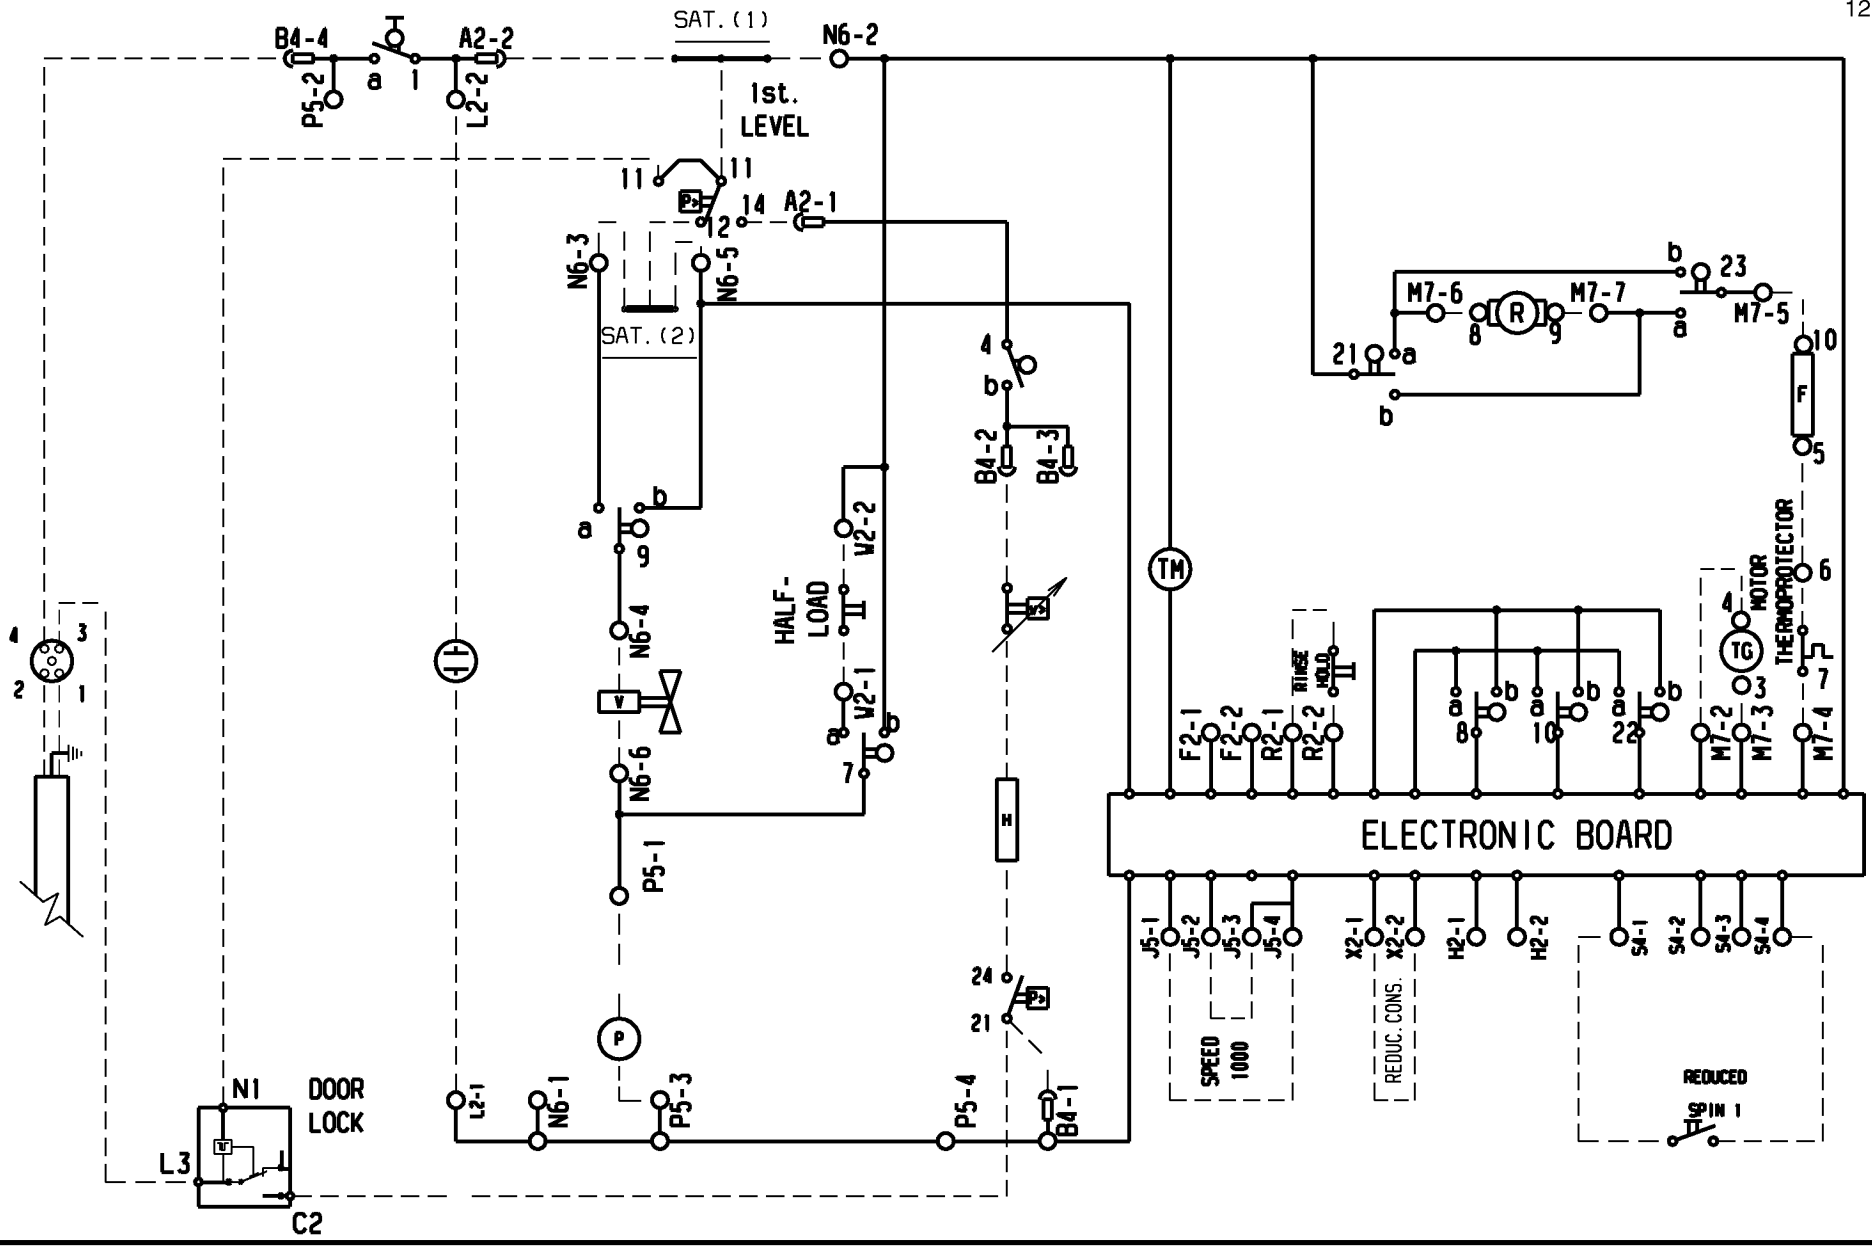 12
SAT. (1)
B4-4
A2-2
N6-2
P5-2
a
1
L2-2
1st.
LEVEL
11
11
P>
12
14
A2-1
N6-3
N6-5
SAT. (2)
b
23
M7-6
M7-7
M7-5
8
R
9
a
21
a
b
10
F
5
4
b
B4-2
B4-3
a
b
9
W2-2
HALF-
LOAD
W2-1
TM
THERMOPROTECTOR
MOTOR
6
7
4
TG
3
N6-4
V
N6-6
4
3
2
1
a
b
7
RINSE
HOLD
F2-1
F2-2
R2-1
R2-2
a
b
8
a
b
10
a
b
22
M7-2
M7-3
M7-4
H
ELECTRONIC BOARD
P5-1
J5-1
J5-2
J5-3
J5-4
X2-1
X2-2
H2-1
H2-2
S4-1
S4-2
S4-3
S4-4
24
P>
21
P
SPEED
1000
REDUC. CONS.
REDUCED
SPIN 1
N1
DOOR
LOCK
L2-1
N6-1
P5-3
P5-4
B4-1
L3
C2